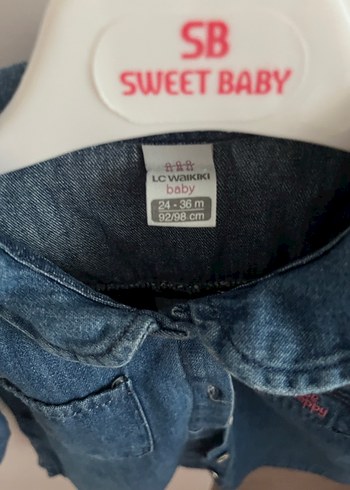 SB
SWEET BABY
LC WAIKIKI
baby
24 - 36 m
92/98 cm